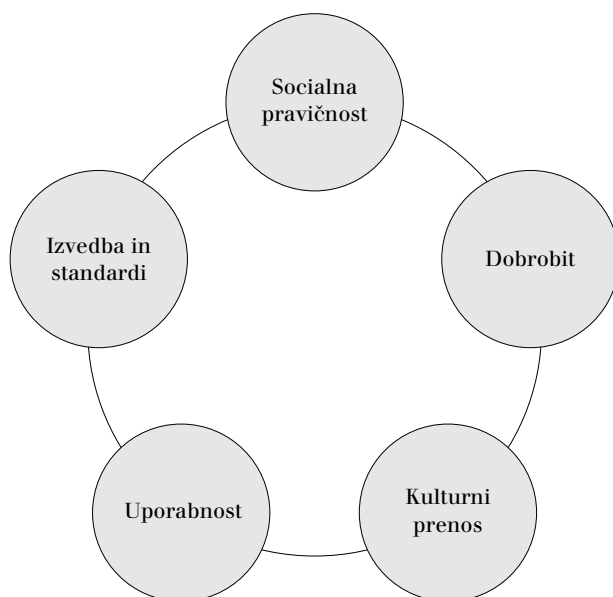 Socialna
pravičnost
Izvedba in
standardi
Dobrobit
Uporabnost
Kulturni
prenos